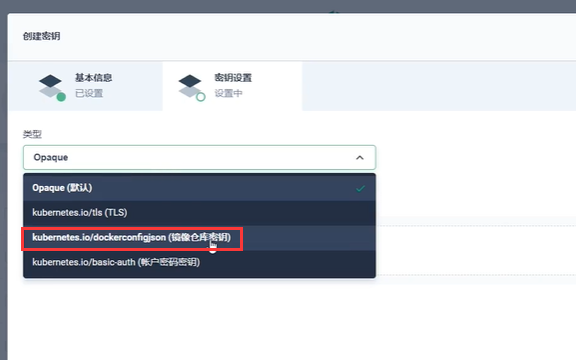 创建密钥
基本信息
已设置
密钥设置
设置中
类型
Opaque
Opaque (默认)
kubernetes.io/tls (TLS)
kubernetes.io/dockerconfigjson (镜像仓库密钥)
kubernetes.io/basic-auth (帐户密码密钥)